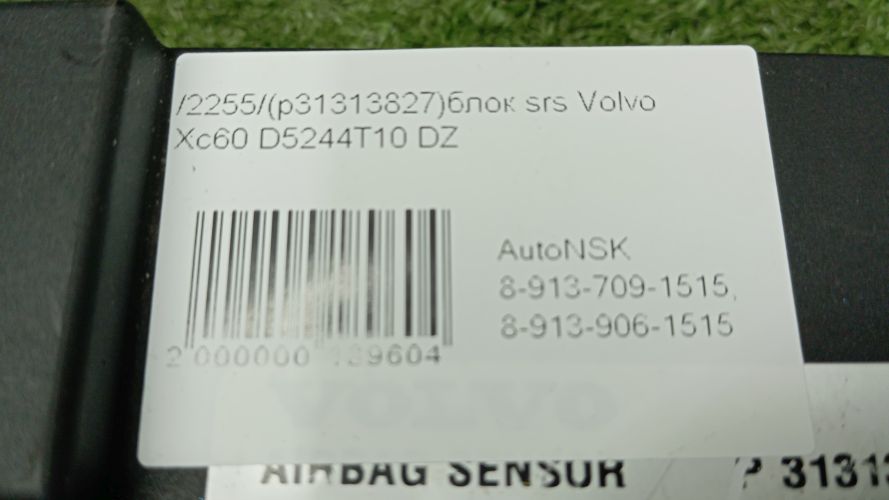 /2255/(p31313827)блок srs Volvo
Xc60 D5244T10 DZ
AutoNSK
8-913-709-1515,
8-913-906-1515
2 000000 139604
VOLVO
AIRBAG SENSOR P 3131